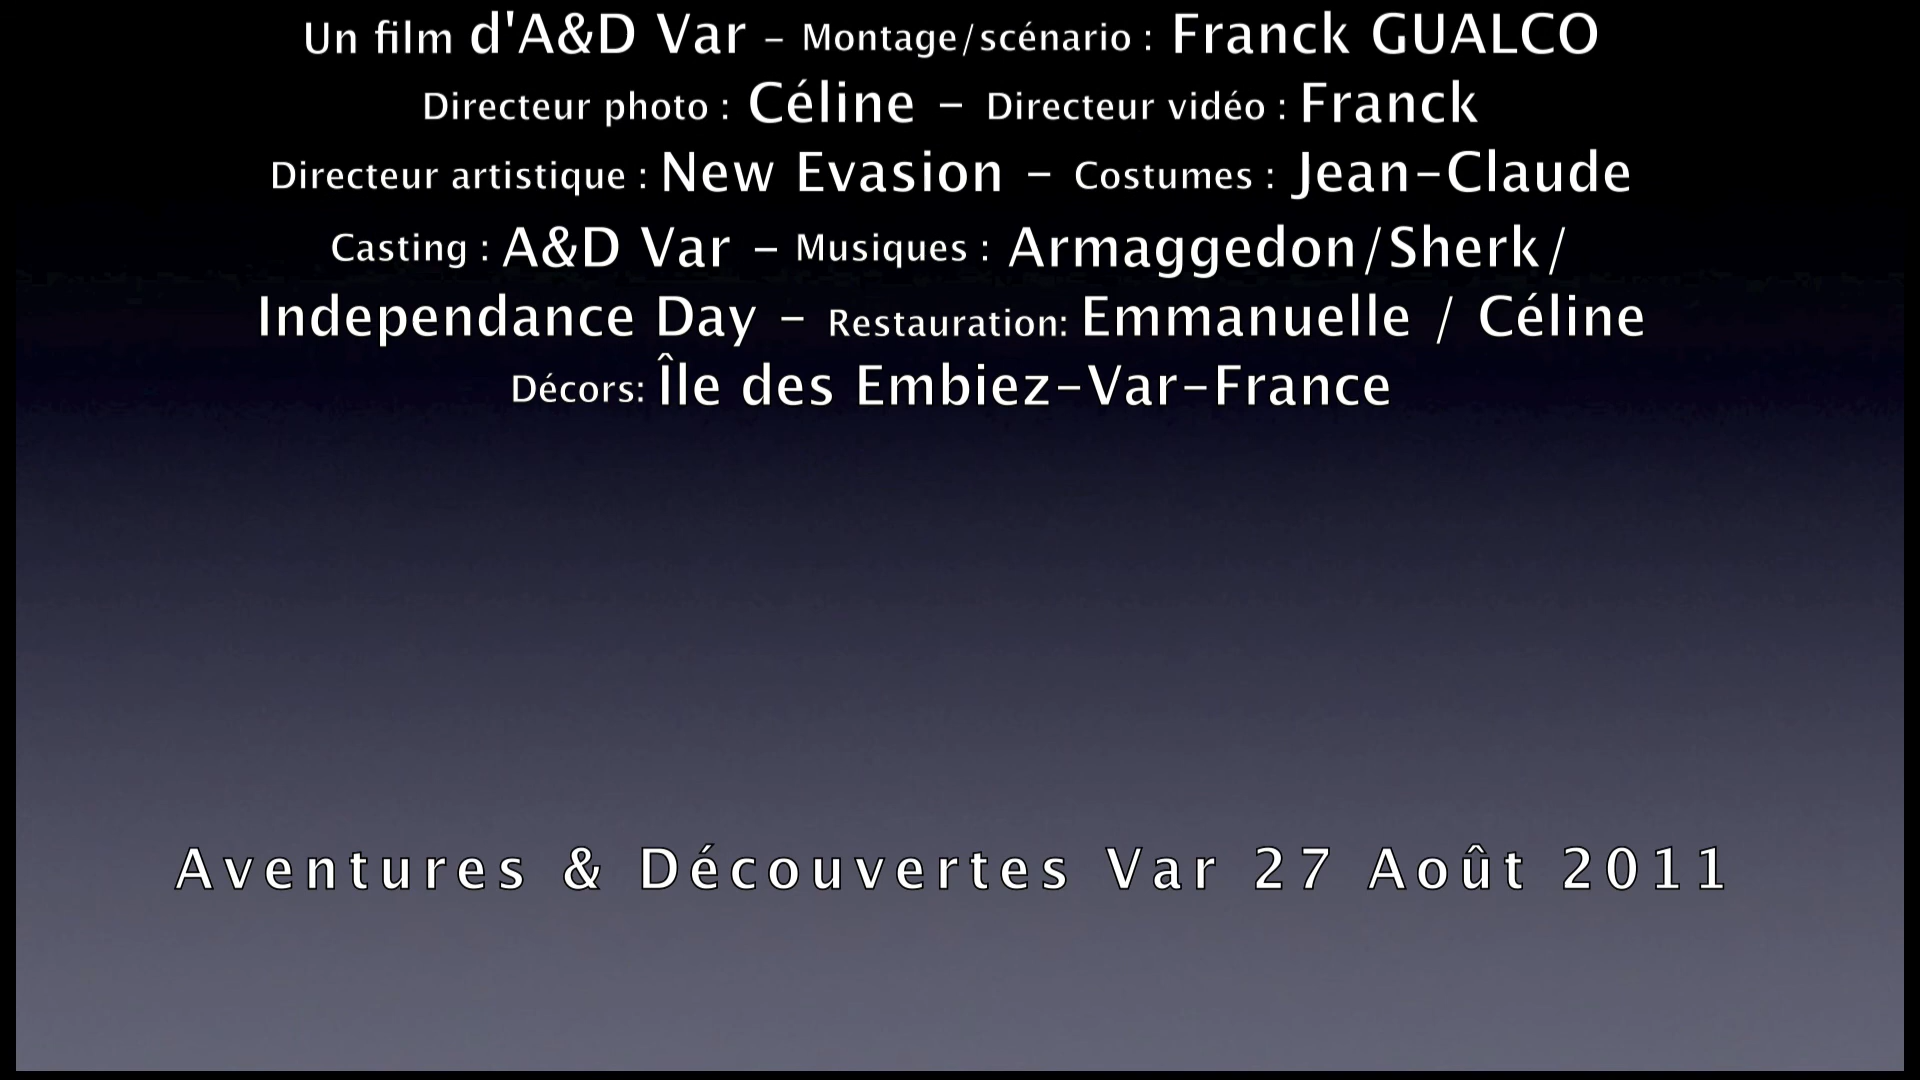 Un film d'A&D Var – Montage/scénario : Franck GUALCO
Directeur photo : Céline – Directeur vidéo : Franck
Directeur artistique : New Evasion – Costumes : Jean-Claude
Casting : A&D Var – Musiques : Armaggedon/Sherk/
Independance Day – Restauration: Emmanuelle / Céline
Décors: Île des Embiez-Var-France
Aventures & Découvertes Var 27 Août 2011